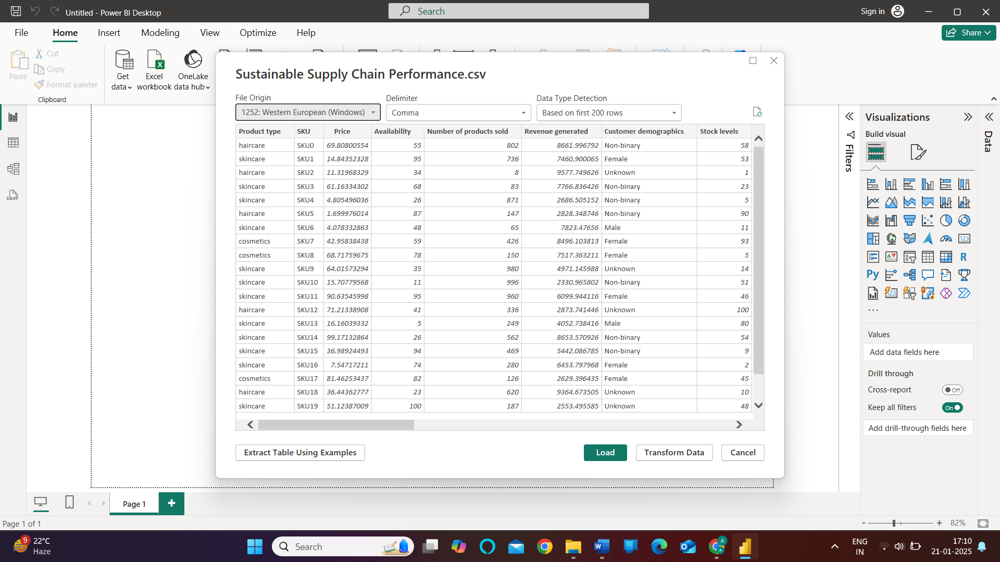 Untitled - Power BI Desktop
Search
Sign in
File
Home
Insert
Modeling
View
Optimize
Help
Share
Paste
Cut
Copy
Format painter
Clipboard
Get data
Excel workbook
OneLake data hub
Sustainable Supply Chain Performance.csv
File Origin
Delimiter
Data Type Detection
1252: Western European (Windows)
Comma
Based on first 200 rows
Product type SKU Price Availability Number of products sold Revenue generated Customer demographics Stock levels
haircare SKU0 69.80800554 55 802 8661.996792 Non-binary 58
skincare SKU1 14.84352328 95 736 7460.900065 Female 53
haircare SKU2 11.31968329 34 8 9577.749626 Unknown 1
skincare SKU3 61.16334302 68 83 7766.836426 Non-binary 23
skincare SKU4 4.805496036 26 871 2686.505152 Non-binary 5
haircare SKU5 1.699976014 87 147 2828.348746 Non-binary 90
skincare SKU6 4.078332863 48 65 7823.47656 Male 11
cosmetics SKU7 42.95838438 59 426 8496.103813 Female 93
cosmetics SKU8 68.71759675 78 150 7517.363211 Female 5
skincare SKU9 64.01573294 35 980 4971.145988 Unknown 14
skincare SKU10 15.70779568 11 996 2330.965802 Non-binary 51
skincare SKU11 90.63545998 95 960 6099.944116 Female 46
haircare SKU12 71.21338908 41 336 2873.741446 Unknown 100
skincare SKU13 16.16039332 5 249 4052.738416 Male 80
skincare SKU14 99.17132864 26 562 8653.570926 Non-binary 54
skincare SKU15 36.98924493 94 469 5442.086785 Non-binary 9
skincare SKU16 7.54717211 74 280 6453.797968 Female 2
cosmetics SKU17 81.46253437 82 126 2629.396435 Female 45
haircare SKU18 36.44362777 23 620 9364.673505 Unknown 10
skincare SKU19 51.12387009 100 187 2553.495585 Unknown 48
Extract Table Using Examples
Load
Transform Data
Cancel
Filters
Visualizations
Build visual
Data
123
R
Py
123
...
Values
Add data fields here
Drill through
Cross-report
Off
Keep all filters
On
Add drill-through fields here
DAX
Page 1
Page 1 of 1
- + 82%
9
22°C
Haze
Search
ENG
IN
17:10
21-01-2025